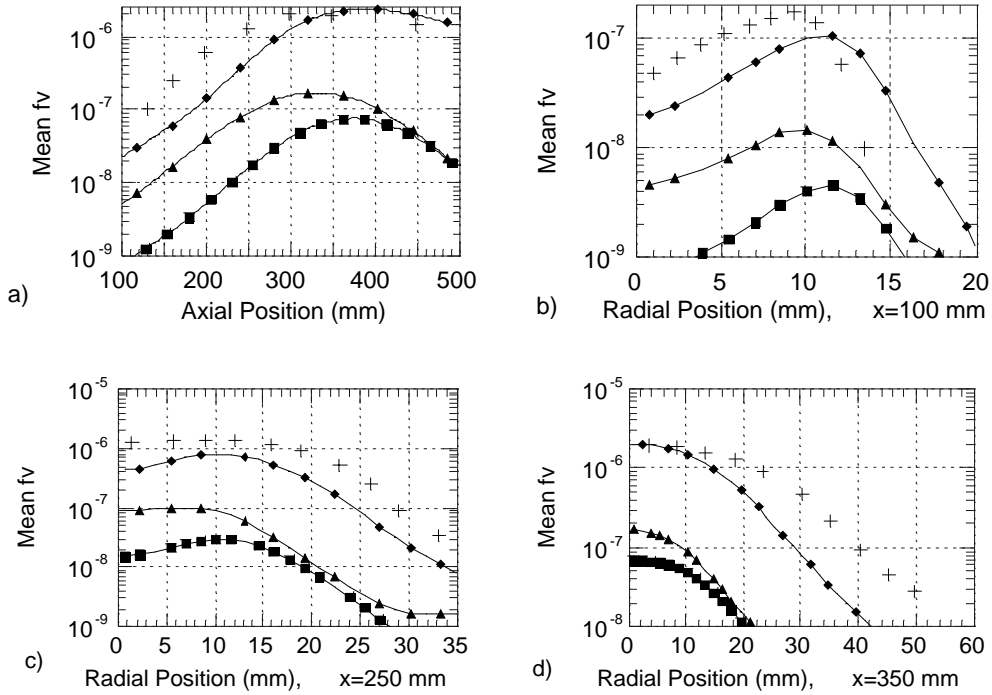 10^-6
10^-7
10^-8
10^-9
Mean fv
100 200 300 400 500
a) Axial Position (mm)
10^-7
10^-8
10^-9
Mean fv
0 5 10 15 20
b) Radial Position (mm), x=100 mm
10^-5
10^-6
10^-7
10^-8
10^-9
Mean fv
0 5 10 15 20 25 30 35
c) Radial Position (mm), x=250 mm
10^-5
10^-6
10^-7
10^-8
Mean fv
0 10 20 30 40 50 60
d) Radial Position (mm), x=350 mm